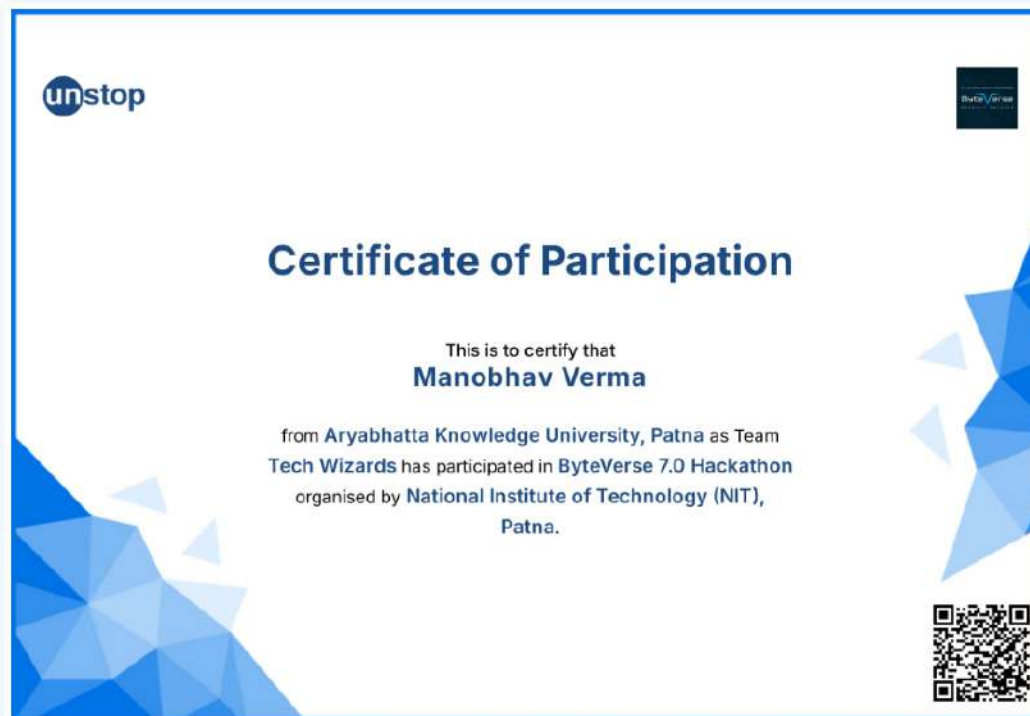 unstop
ByteVerse
Certificate of Participation
This is to certify that
Manobhav Verma
from Aryabhatta Knowledge University, Patna as Team
Tech Wizards has participated in ByteVerse 7.0 Hackathon
organised by National Institute of Technology (NIT),
Patna.